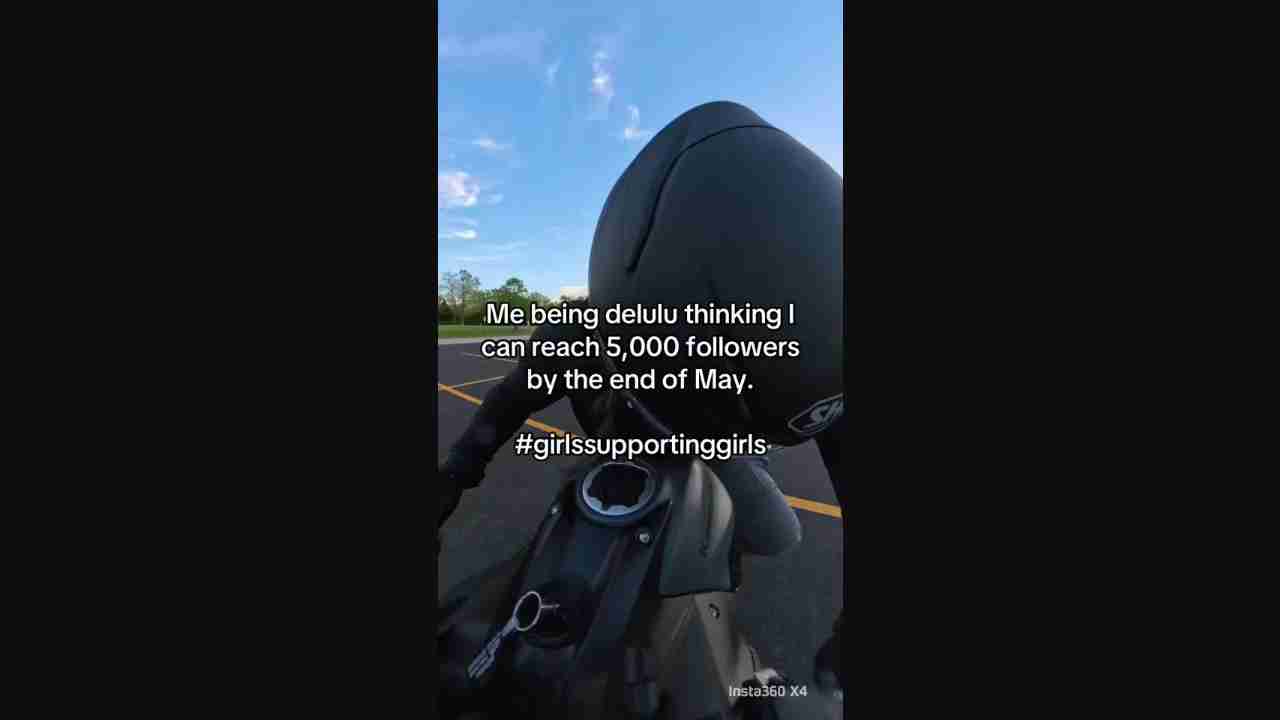 Me being delulu thinking I
can reach 5,000 followers
by the end of May.
#girlssupportinggirls
Insta360 X4